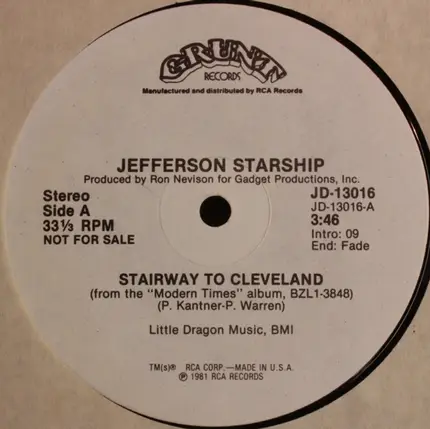 GRUNT
RECORDS
Manufactured and distributed by RCA Records
JEFFERSON STARSHIP
Produced by Ron Nevison for Gadget Productions, Inc.
Stereo
Side A
33⅓ RPM
NOT FOR SALE
JD-13016
JD-13016-A
3:46
Intro: 09
End: Fade
STAIRWAY TO CLEVELAND
(from the "Modern Times" album, BZL1-3848)
(P. Kantner-P. Warren)
Little Dragon Music, BMI
TM(s)® RCA CORP.—MADE IN U.S.A.
℗ 1981 RCA RECORDS